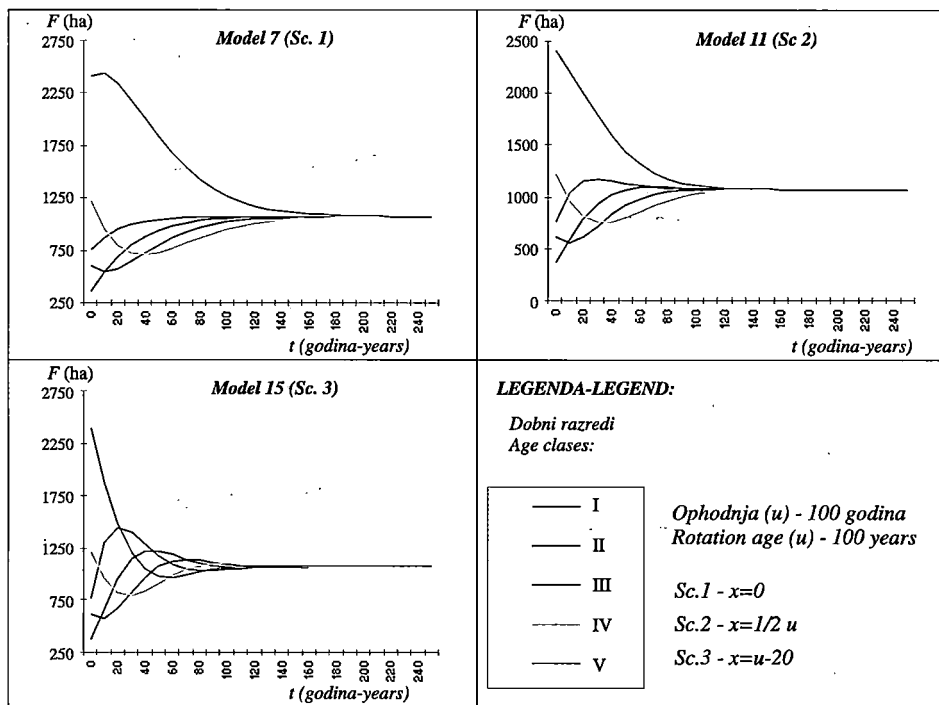 F (ha)
Model 7 (Sc. 1)
2750
2250
1750
1250
750
250
0
20
40
60
80
100
120
140
160
180
200
220
240
t (godina-years)
F (ha)
Model 11 (Sc 2)
2500
2000
1500
1000
500
0
0
20
40
60
80
100
120
140
160
180
200
220
240
t (godina-years)
F (ha)
Model 15 (Sc. 3)
2750
2250
1750
1250
750
250
0
20
40
60
80
100
120
140
160
180
200
220
240
t (godina-years)
LEGENDA-LEGEND:
Dobni razredi
Age clases:
I
II
III
IV
V
Ophodnja (u) - 100 godina
Rotation age (u) - 100 years
Sc.1 - x=0
Sc.2 - x=1/2 u
Sc.3 - x=u-20